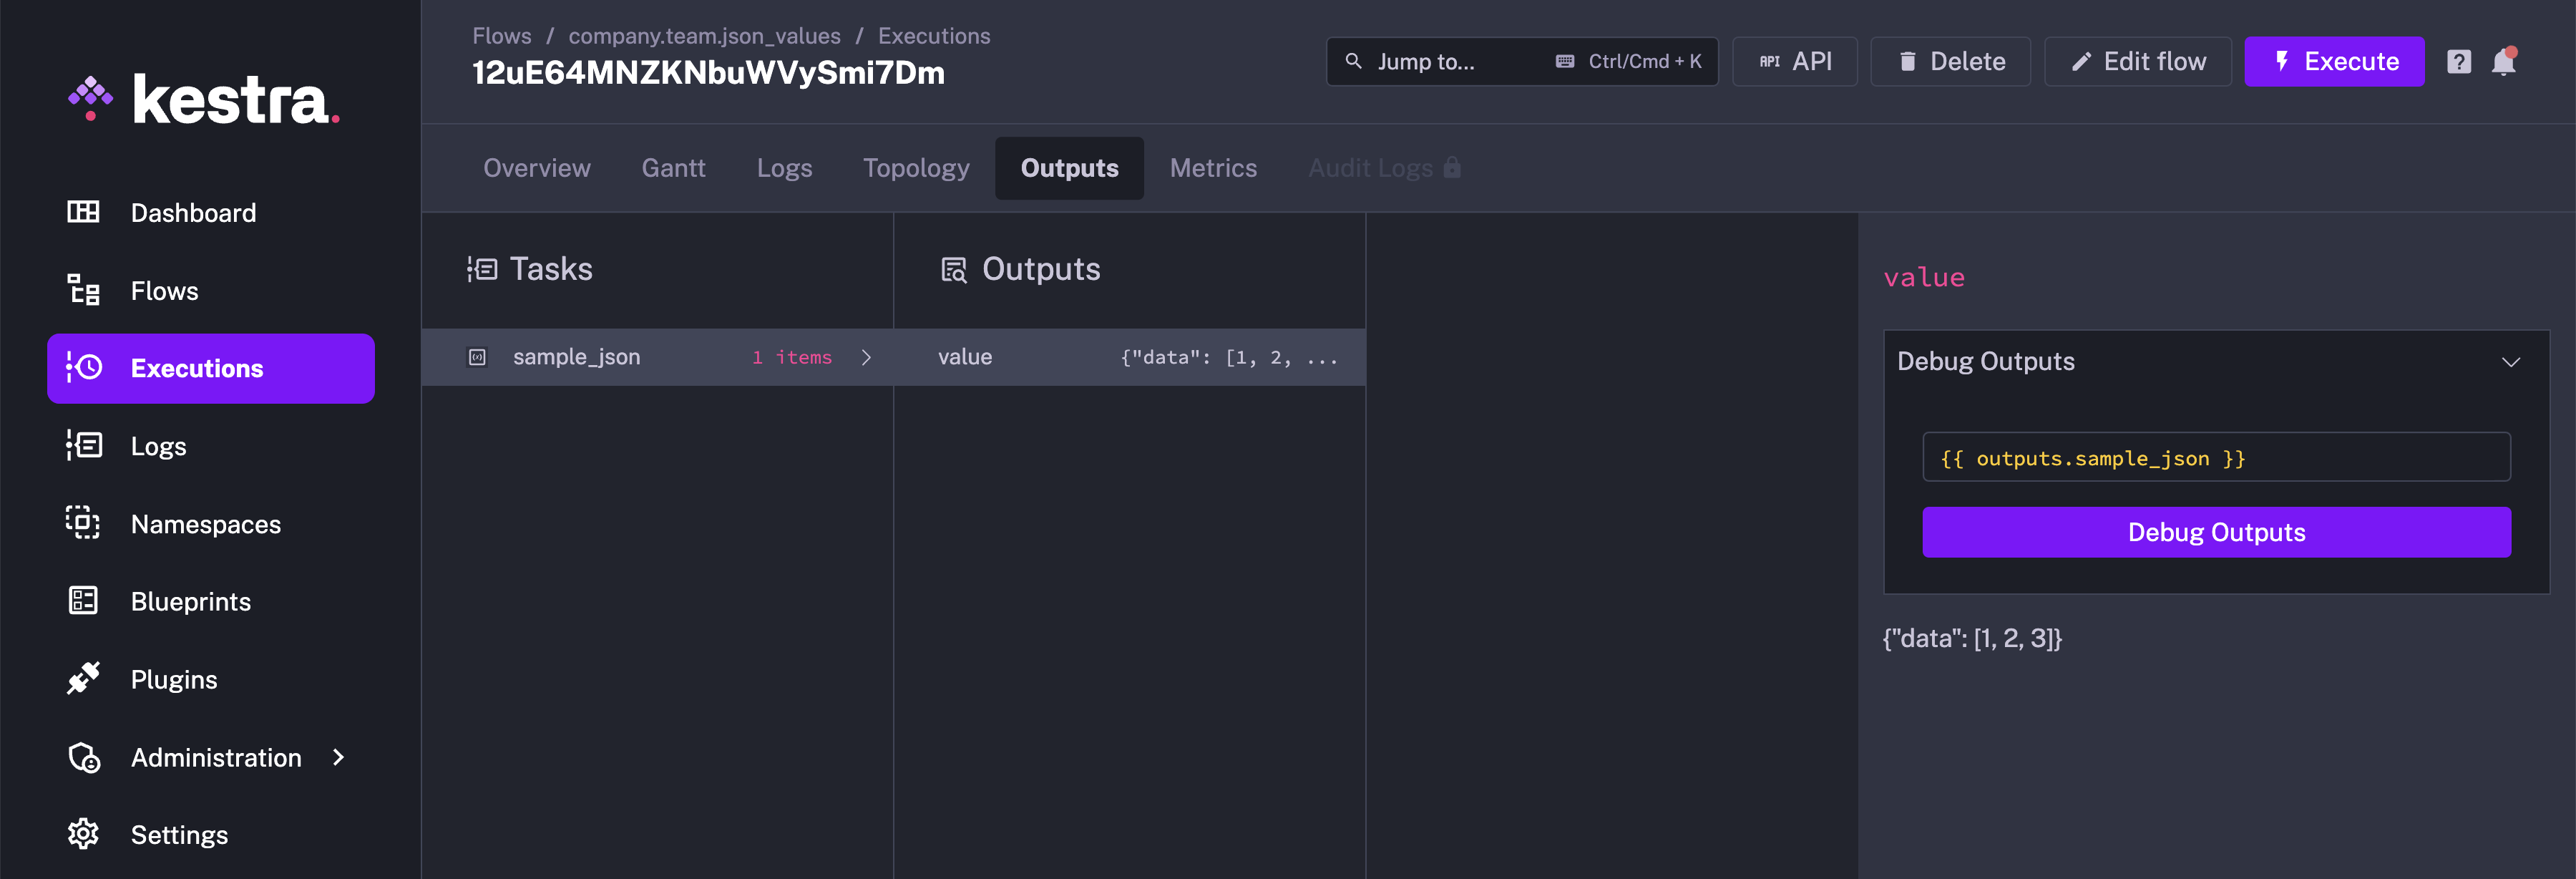 kestra.
Dashboard
Flows
Executions
Logs
Namespaces
Blueprints
Plugins
Administration
Settings
Flows / company.team.json_values / Executions
12uE64MNZKNbuWVySmi7Dm
Jump to... Ctrl/Cmd + K
API API
Delete
Edit flow
Execute
Overview Gantt Logs Topology Outputs Metrics Audit Logs
Tasks
Outputs
sample_json 1 items
value {"data": [1, 2, ...
value
Debug Outputs
{{ outputs.sample_json }}
Debug Outputs
{"data": [1, 2, 3]}